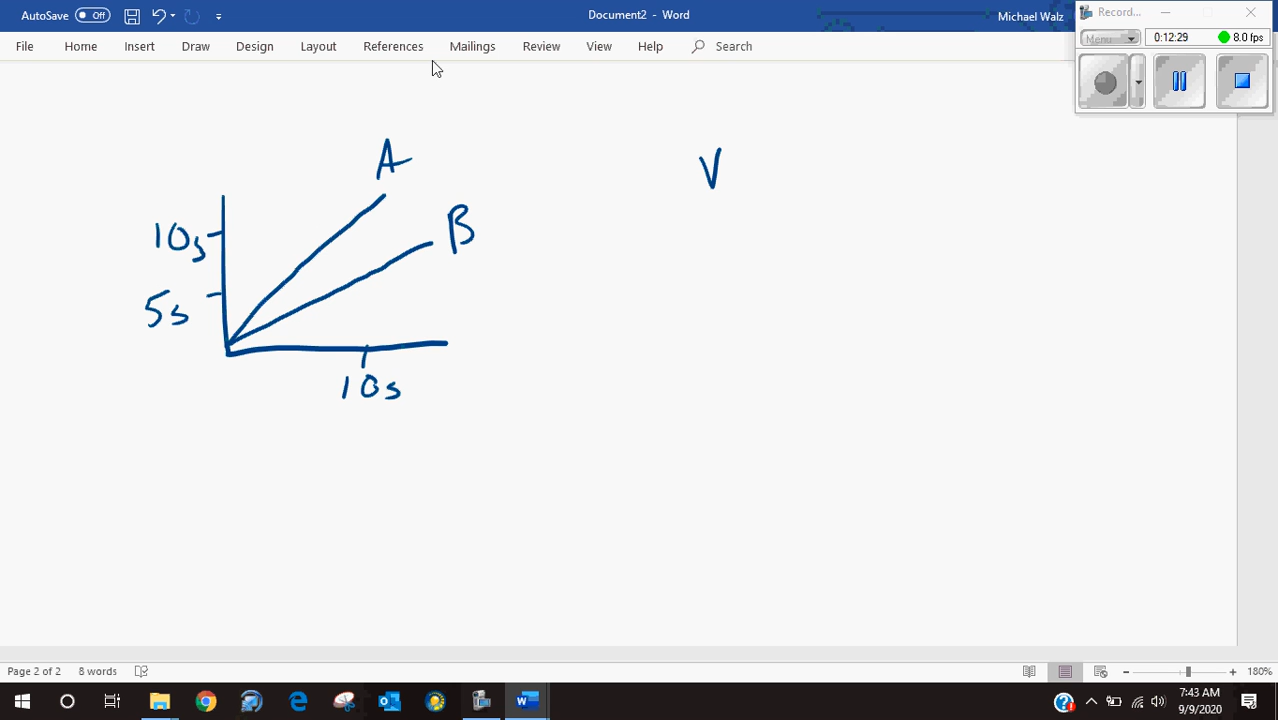 AutoSave Off
Document2 - Word
Michael Walz
Record...
File Home Insert Draw Design Layout References Mailings Review View Help Search
Menu 0:12:29 8.0 fps
A
V
B
10s
5s
10s
Page 2 of 2 8 words
180%
7:43 AM
9/9/2020